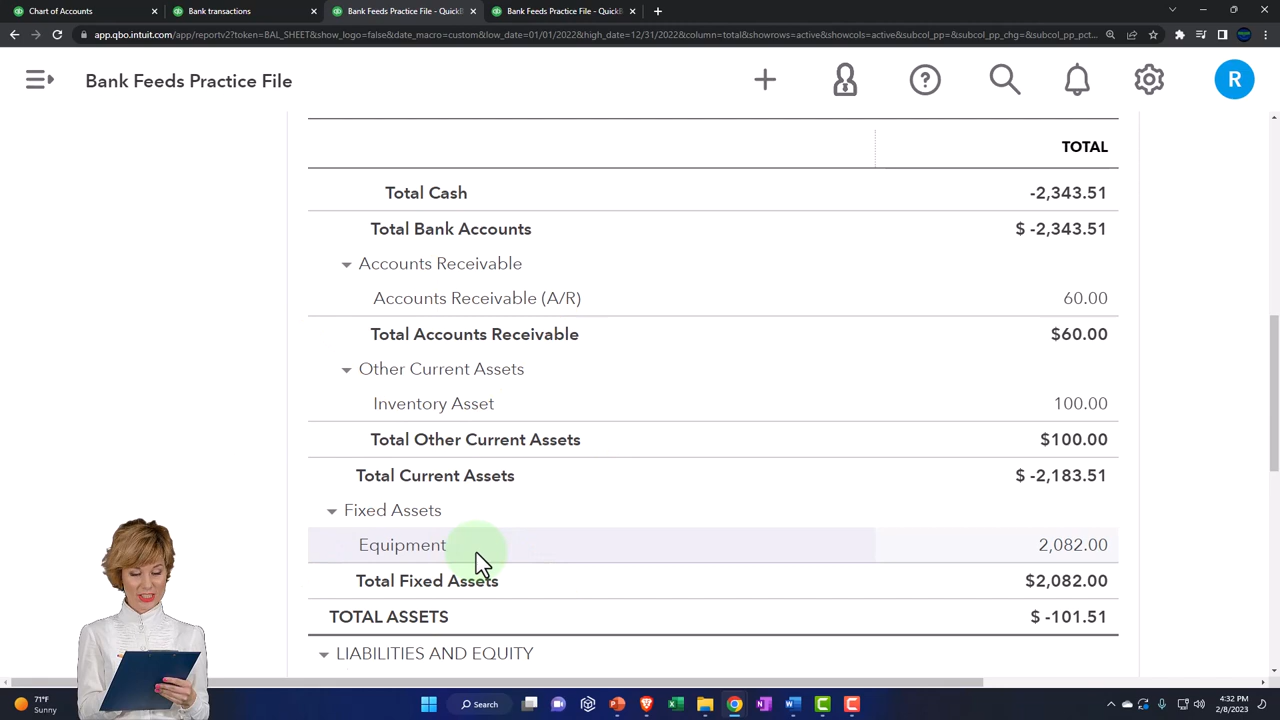 Chart of Accounts
Bank transactions
Bank Feeds Practice File - QuickB
Bank Feeds Practice File - QuickB
app.qbo.intuit.com/app/reportv2?token=BAL_SHEET&show_logo=false&date_macro=custom&low_date=01/01/2022&high_date=12/31/2022&column=total&showrows=active&showcols=active&subcol_pp=&subcol_pp_chg=&subcol_pp_pct...
Bank Feeds Practice File
R
TOTAL
Total Cash -2,343.51
Total Bank Accounts $ -2,343.51
Accounts Receivable
Accounts Receivable (A/R) 60.00
Total Accounts Receivable $60.00
Other Current Assets
Inventory Asset 100.00
Total Other Current Assets $100.00
Total Current Assets $ -2,183.51
Fixed Assets
Equipment 2,082.00
Total Fixed Assets $2,082.00
TOTAL ASSETS $ -101.51
LIABILITIES AND EQUITY
71°F
Sunny
Search
4:32 PM
2/8/2023